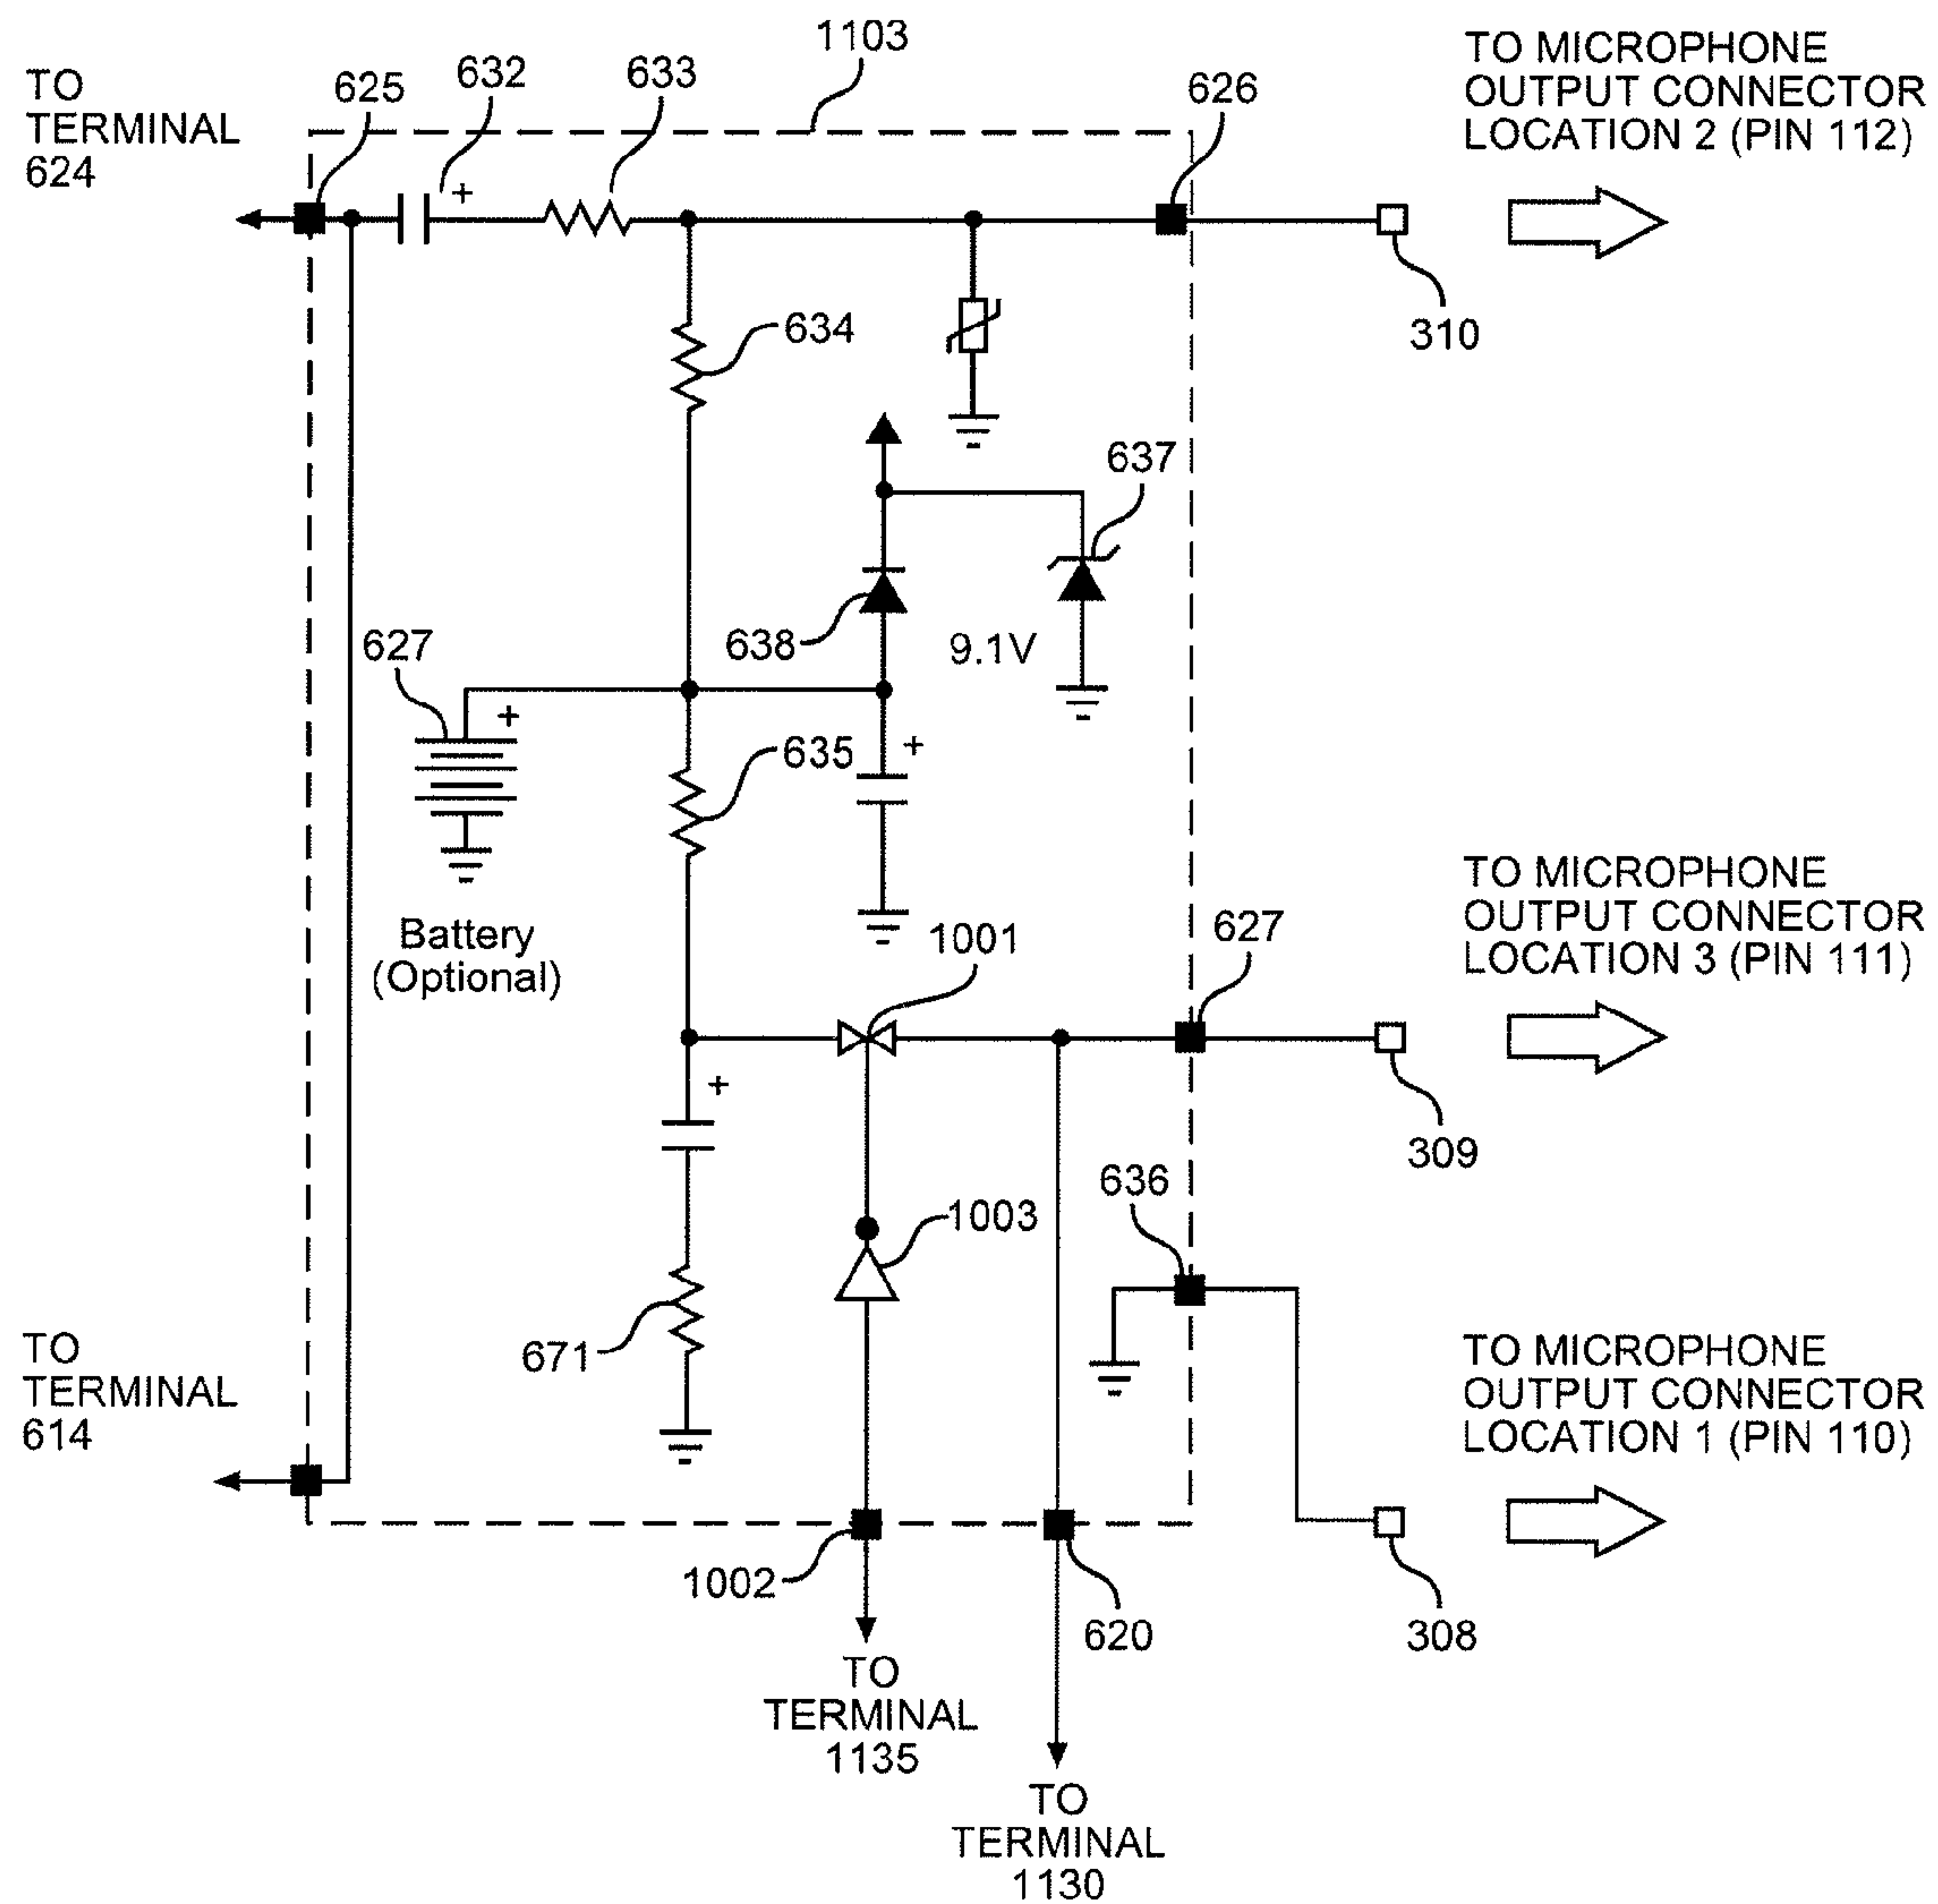 1103
TO MICROPHONE
OUTPUT CONNECTOR
LOCATION 2 (PIN 112)
TO
TERMINAL
624
625
632
633
626
+
634
310
637
638
9.1V
627
+
635
+
Battery
(Optional)
1001
627
TO MICROPHONE
OUTPUT CONNECTOR
LOCATION 3 (PIN 111)
+
309
636
1003
671
TO
TERMINAL
614
TO MICROPHONE
OUTPUT CONNECTOR
LOCATION 1 (PIN 110)
1002
620
308
TO
TERMINAL
1135
TO
TERMINAL
1130